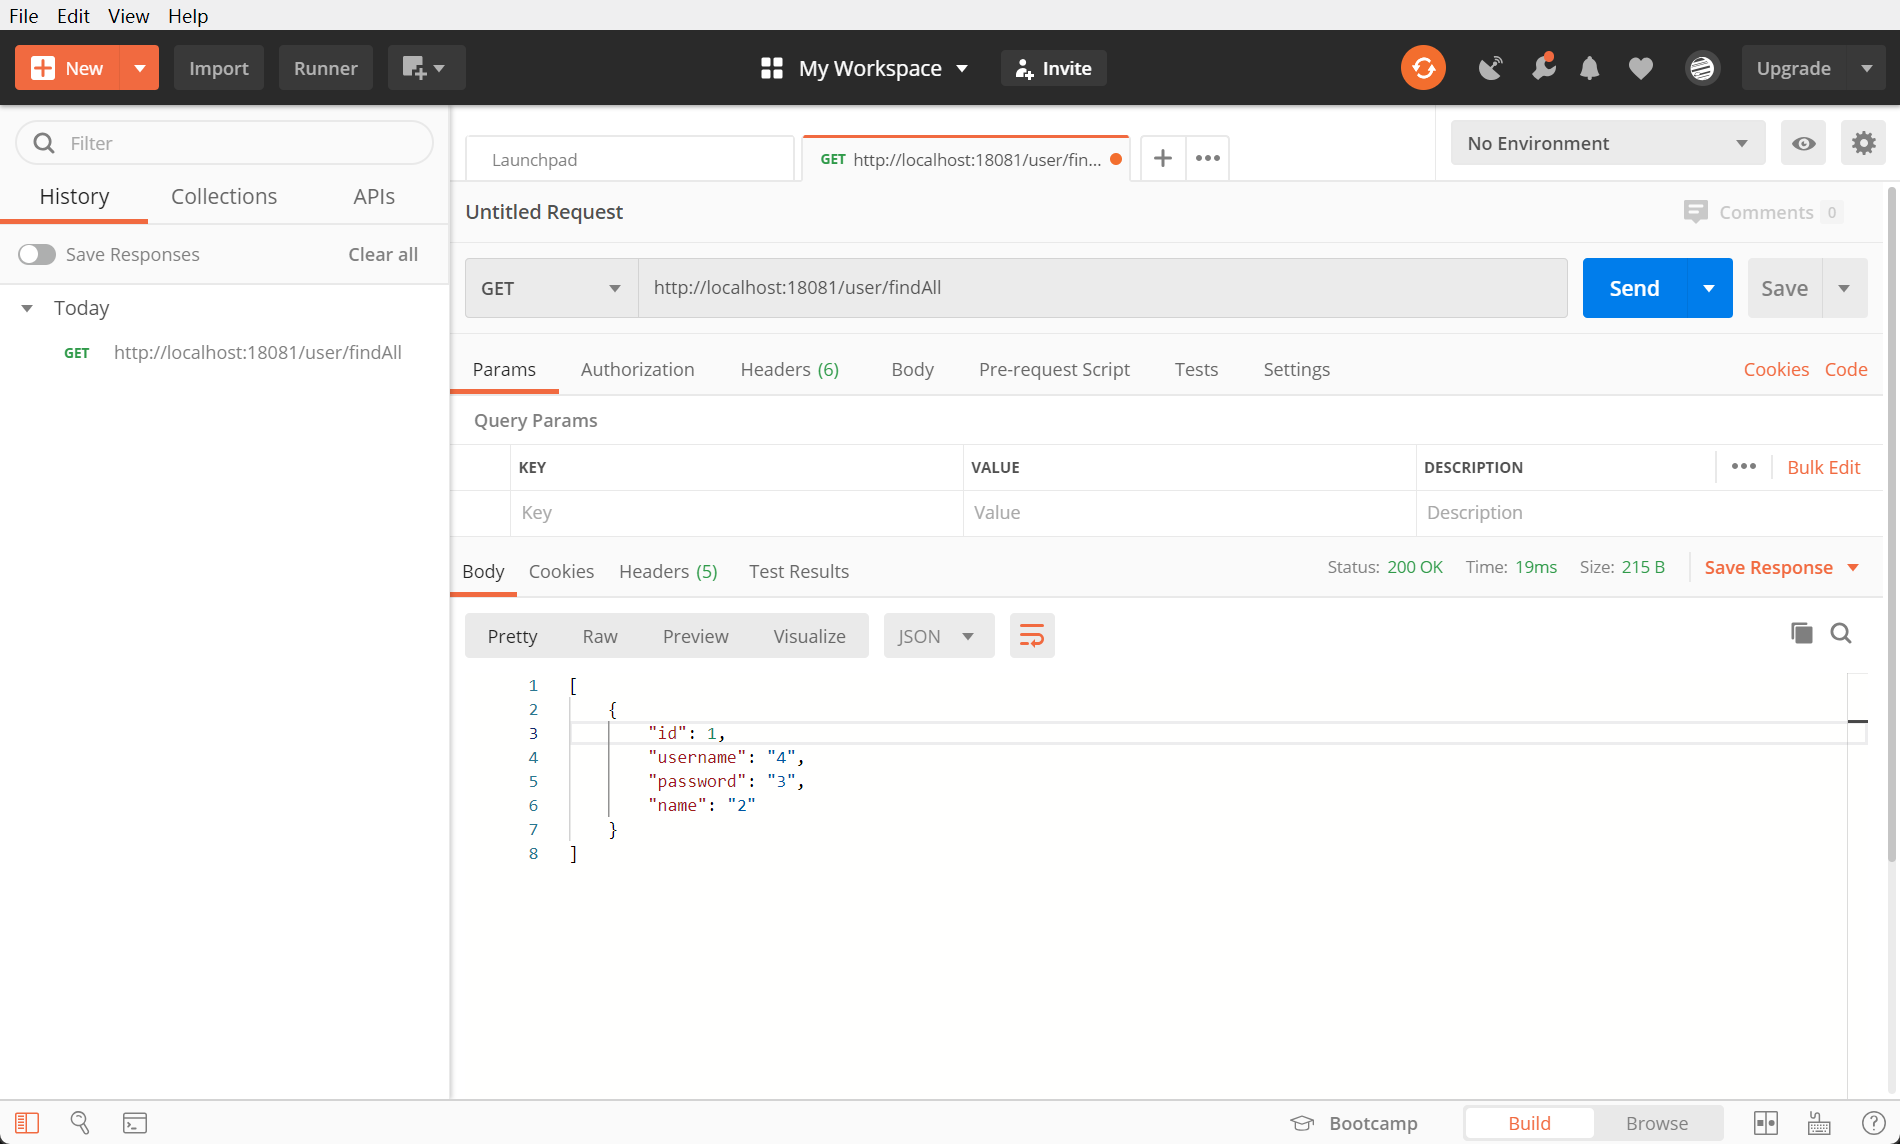 File Edit View Help
New Import Runner My Workspace Invite Upgrade
Filter
History Collections APIs
Save Responses Clear all
Today
GET http://localhost:18081/user/findAll
Launchpad GET http://localhost:18081/user/fin... No Environment
Untitled Request Comments 0
GET http://localhost:18081/user/findAll Send Save
Params Authorization Headers (6) Body Pre-request Script Tests Settings Cookies Code
Query Params
KEY VALUE DESCRIPTION Bulk Edit
Key Value Description
Body Cookies Headers (5) Test Results Status: 200 OK Time: 19ms Size: 215 B Save Response
Pretty Raw Preview Visualize JSON
1 [
2 {
3 "id": 1,
4 "username": "4",
5 "password": "3",
6 "name": "2"
7 }
8 ]
Bootcamp Build Browse